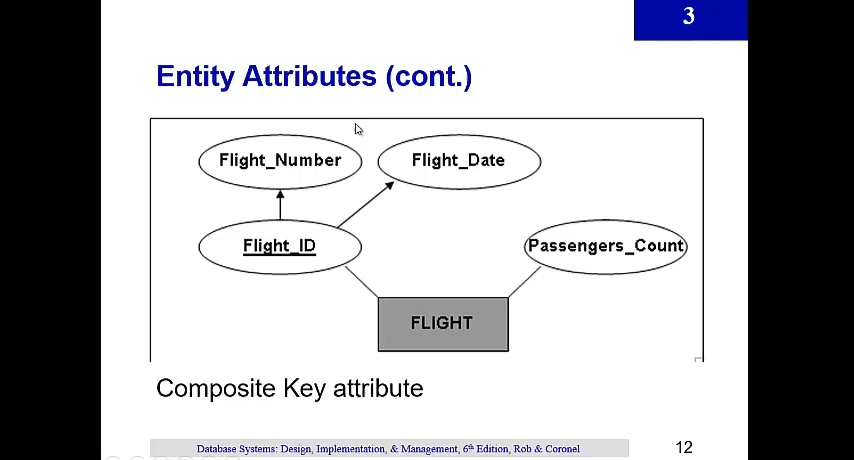 3
Entity Attributes (cont.)
Flight_Number
Flight_Date
Flight_ID
Passengers_Count
FLIGHT
Composite Key attribute
Database Systems: Design, Implementation, & Management, 6th Edition, Rob & Coronel
12